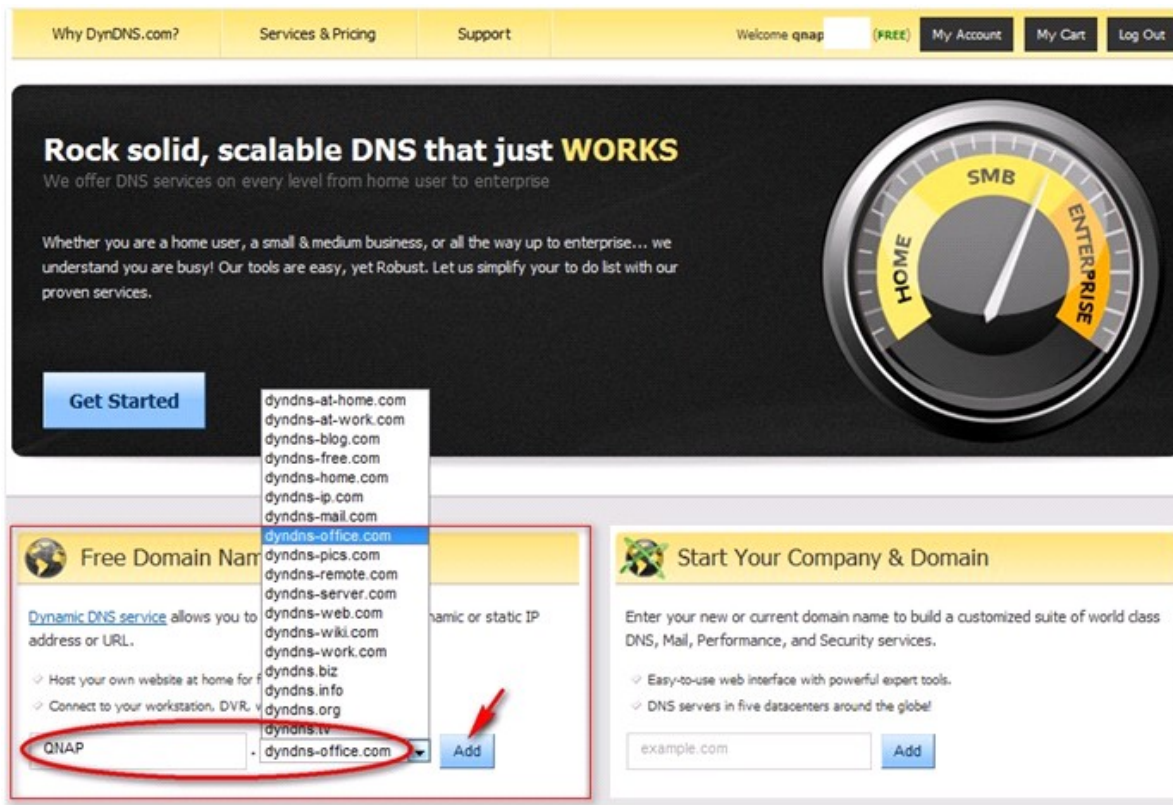 Why DynDNS.com? Services & Pricing Support Welcome qnap (FREE) My Account My Cart Log Out
Rock solid, scalable DNS that just WORKS
We offer DNS services on every level from home user to enterprise
Whether you are a home user, a small & medium business, or all the way up to enterprise... we
understand you are busy! Our tools are easy, yet Robust. Let us simplify your to do list with our
proven services.
Get Started
HOME
SMB
ENTERPRISE
dyndns-at-home.com
dyndns-at-work.com
dyndns-blog.com
dyndns-free.com
dyndns-home.com
dyndns-ip.com
dyndns-mail.com
dyndns-office.com
dyndns-pics.com
dyndns-remote.com
dyndns-server.com
dyndns-web.com
dyndns-wiki.com
dyndns-work.com
dyndns.biz
dyndns.info
dyndns.org
dyndns.tv
Free Domain Nam
Dynamic DNS service allows you to namic or static IP
address or URL.
Host your own website at home for f
Connect to your workstation, DVR, w
QNAP . dyndns-office.com Add
Start Your Company & Domain
Enter your new or current domain name to build a customized suite of world class
DNS, Mail, Performance, and Security services.
Easy-to-use web interface with powerful expert tools.
DNS servers in five datacenters around the globe!
example.com Add